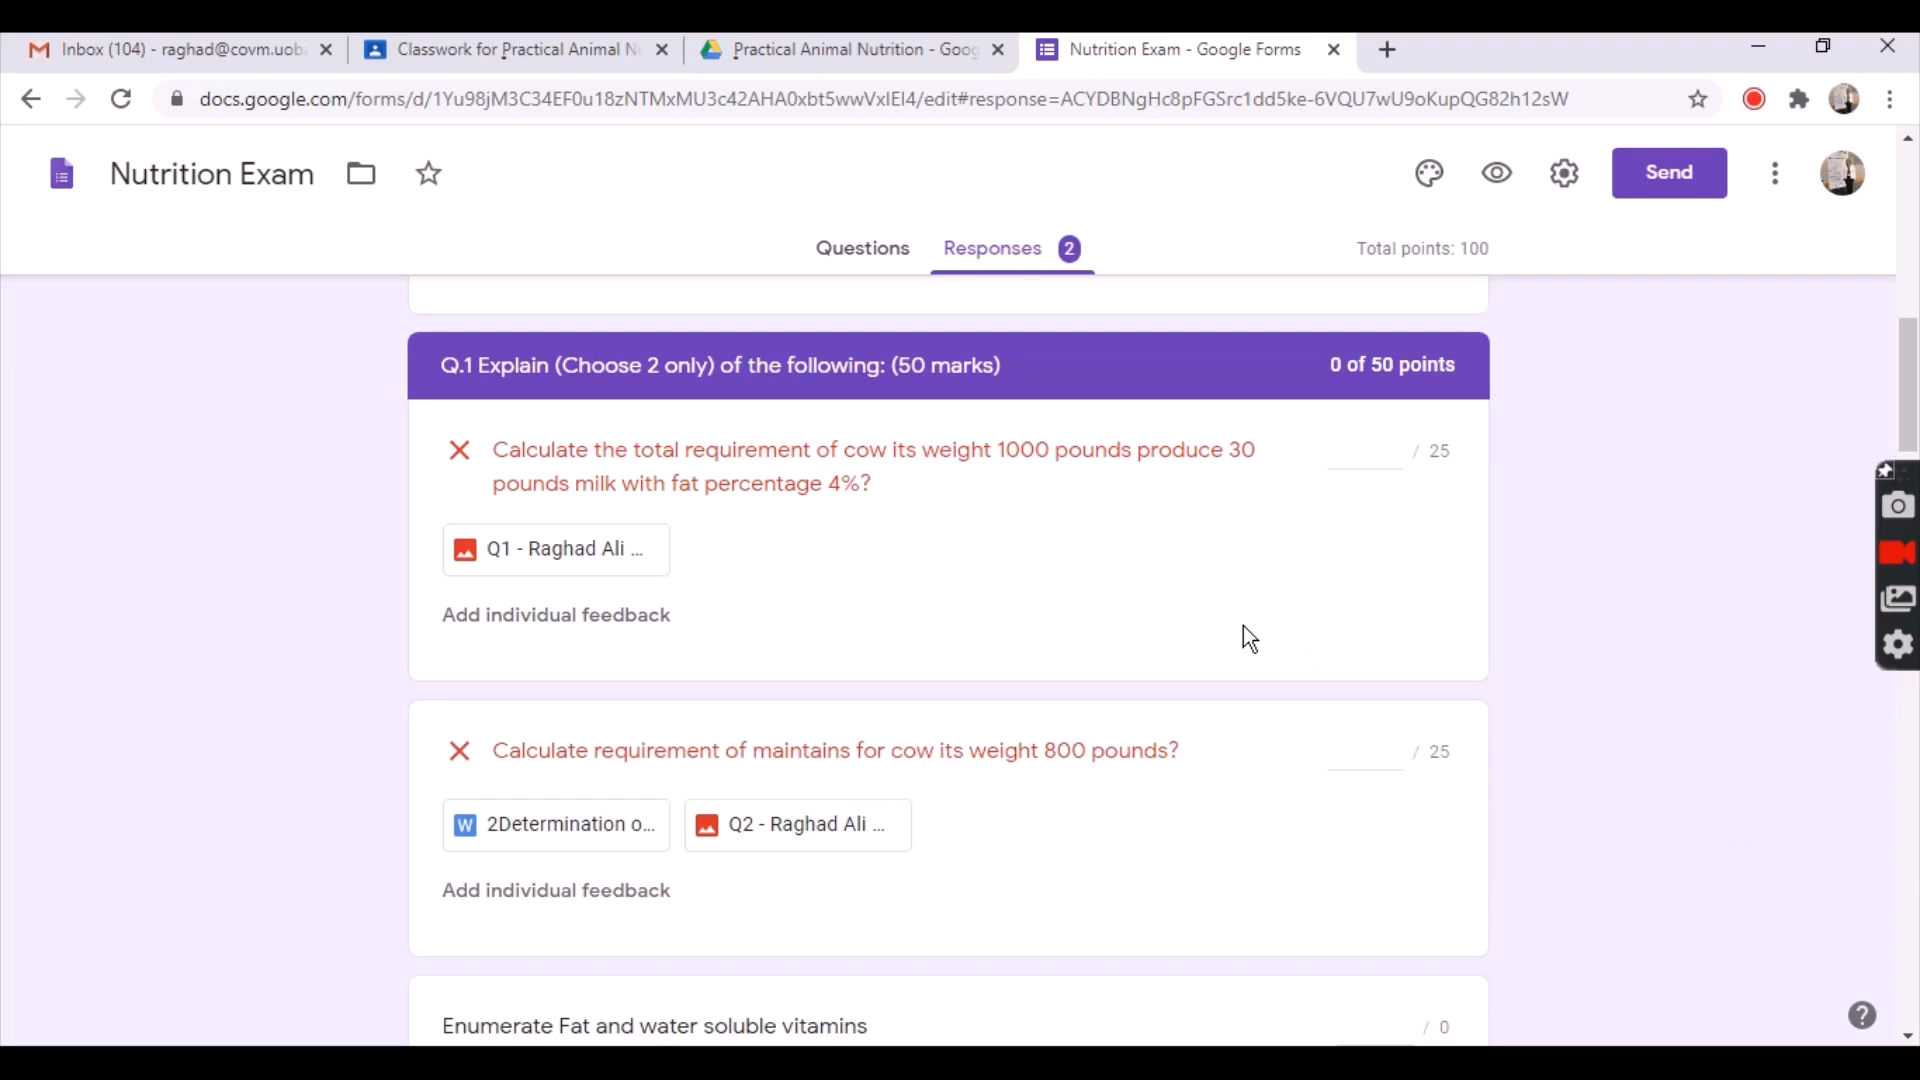 Inbox (104) - raghad@covm.uob
Classwork for Practical Animal N
Practical Animal Nutrition - Goog
Nutrition Exam - Google Forms
docs.google.com/forms/d/1Yu98jM3C34EF0u18zNTMxMU3c42AHA0xbt5wwVxIEI4/edit#response=ACYDBNgHc8pFGSrc1dd5ke-6VQU7wU9oKupQG82h12sW
Nutrition Exam
Send
Questions
Responses 2
Total points: 100
Q.1 Explain (Choose 2 only) of the following: (50 marks)
0 of 50 points
Calculate the total requirement of cow its weight 1000 pounds produce 30
pounds milk with fat percentage 4%?
/ 25
Q1 - Raghad Ali ...
Add individual feedback
Calculate requirement of maintains for cow its weight 800 pounds?
/ 25
W
2Determination o...
Q2 - Raghad Ali ...
Add individual feedback
Enumerate Fat and water soluble vitamins
/ 0